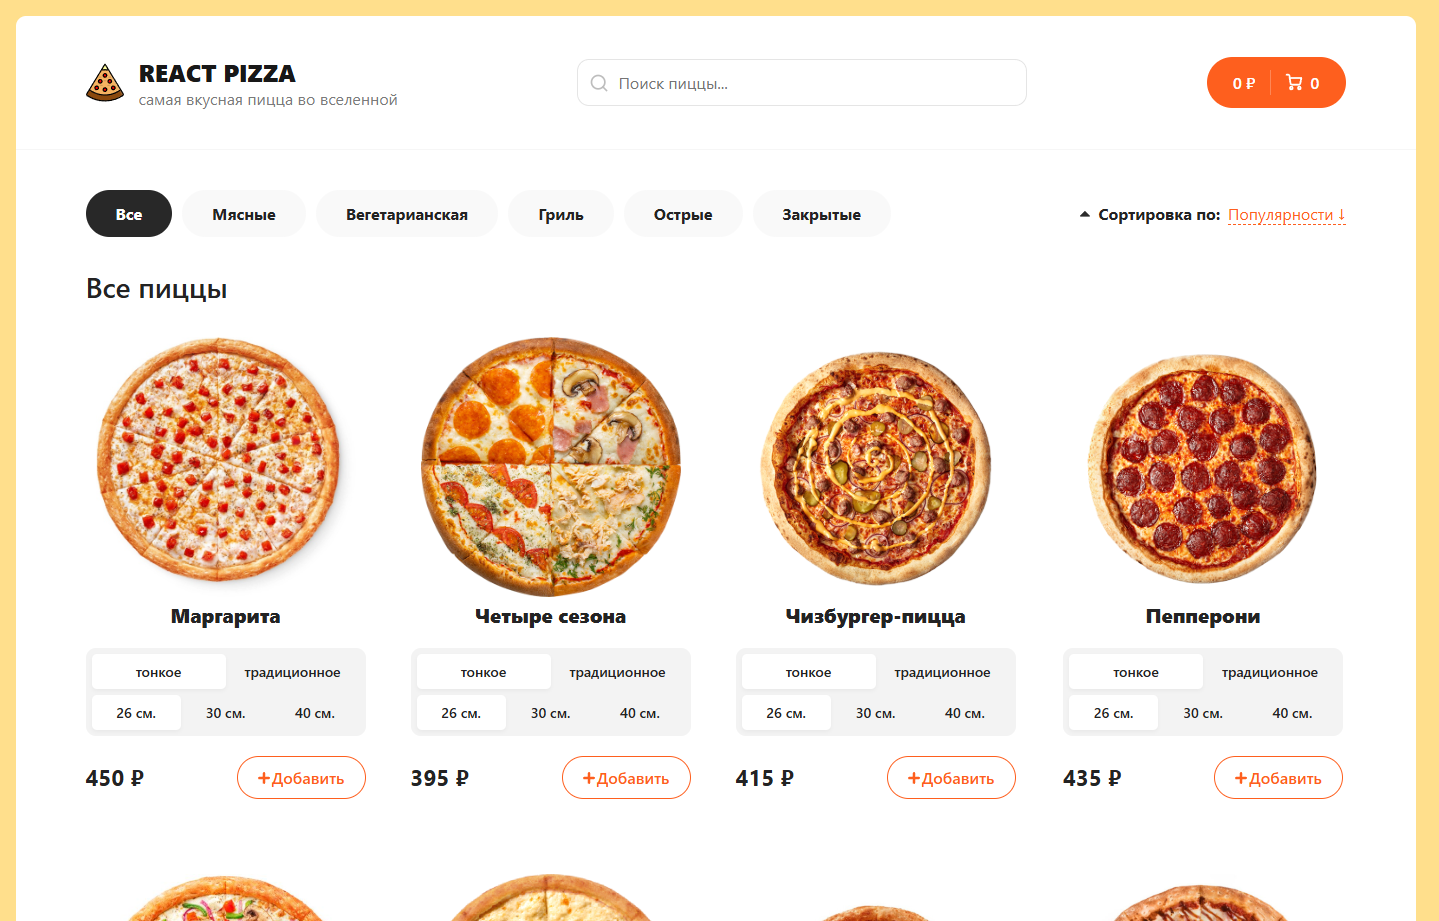 REACT PIZZA
самая вкусная пицца во вселенной
Поиск пиццы...
0 ₽ 0
Все Мясные Вегетарианская Гриль Острые Закрытые Сортировка по: Популярности ↓
Все пиццы
Маргарита Четыре сезона Чизбургер-пицца Пепперони
тонкое традиционное тонкое традиционное тонкое традиционное тонкое традиционное
26 см. 30 см. 40 см. 26 см. 30 см. 40 см. 26 см. 30 см. 40 см. 26 см. 30 см. 40 см.
450 ₽ +Добавить 395 ₽ +Добавить 415 ₽ +Добавить 435 ₽ +Добавить